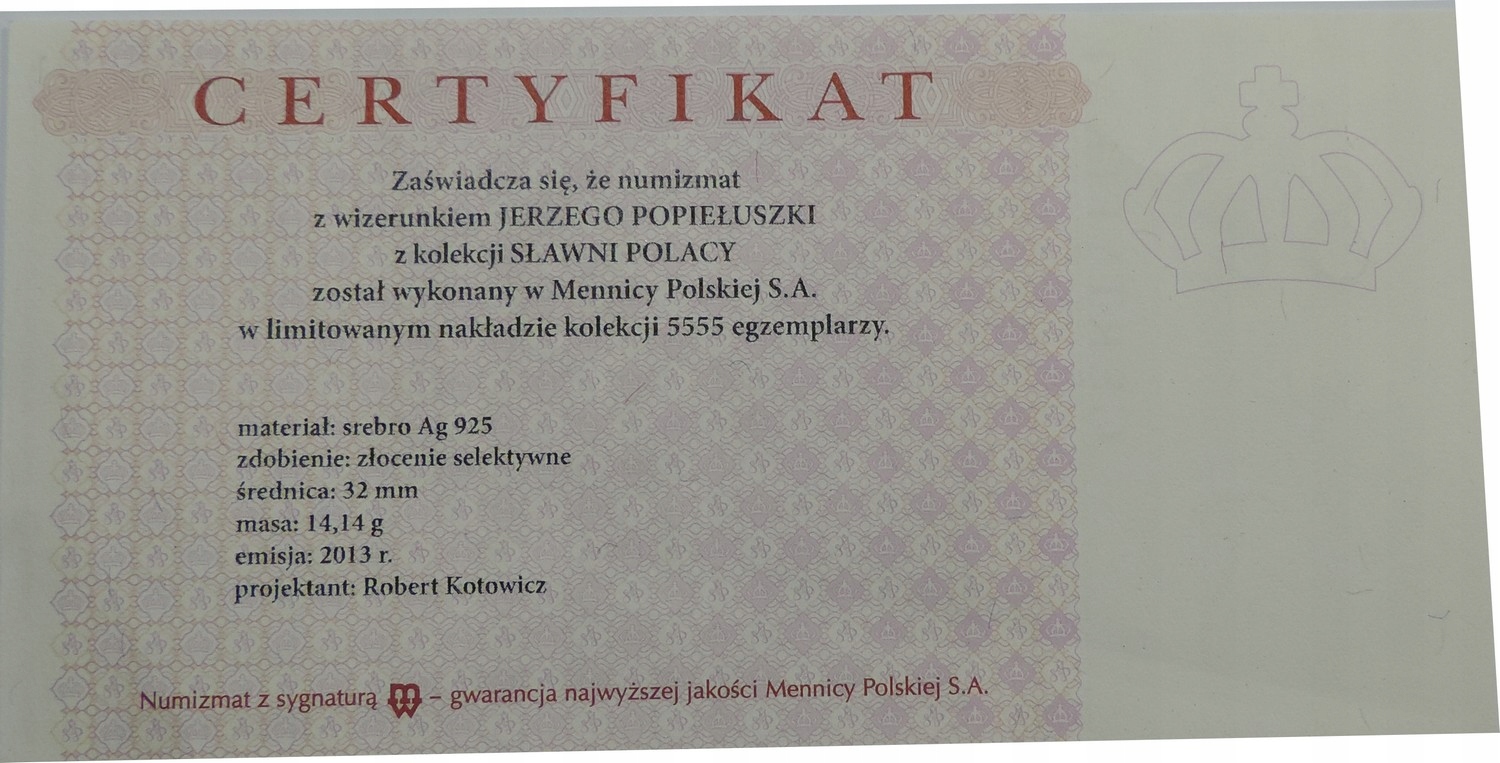 CERTYFIKAT
Zaświadcza się, że numizmat
z wizerunkiem JERZEGO POPIEŁUSZKI
z kolekcji SŁAWNI POLACY
został wykonany w Mennicy Polskiej S.A.
w limitowanym nakładzie kolekcji 5555 egzemplarzy.
materiał: srebro Ag 925
zdobienie: złocenie selektywne
średnica: 32 mm
masa: 14,14 g
emisja: 2013 r.
projektant: Robert Kotowicz
Numizmat z sygnaturą – gwarancja najwyższej jakości Mennicy Polskiej S.A.